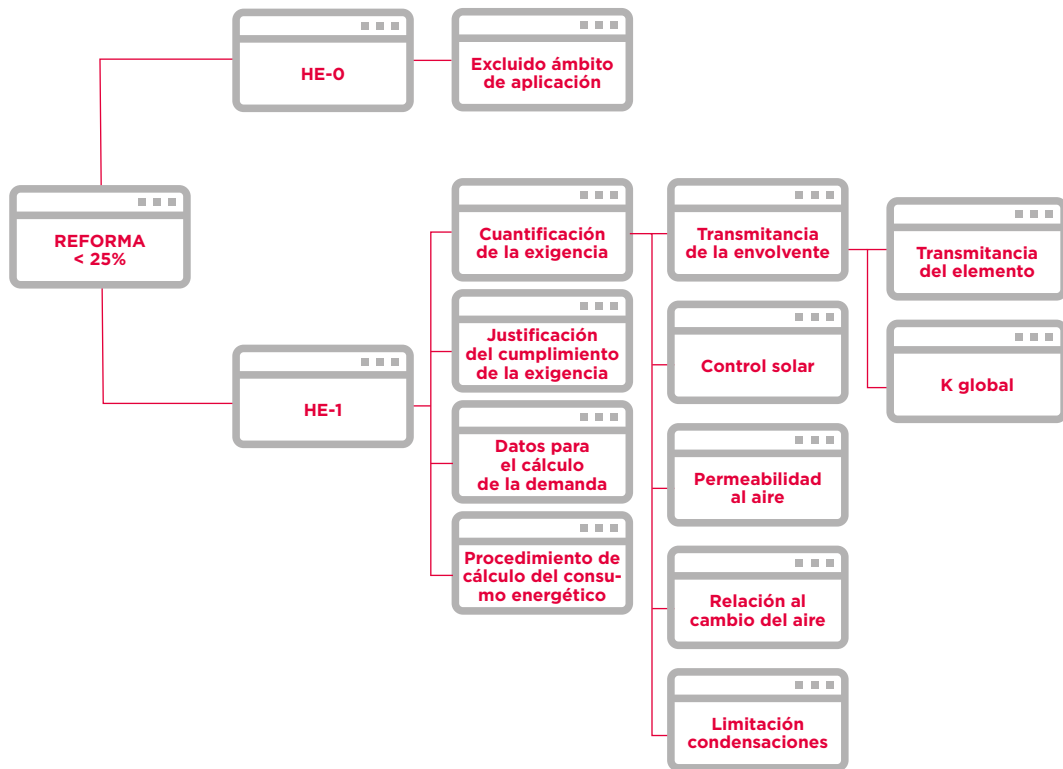 HE-0
Excluido ámbito
de aplicación
REFORMA
< 25%
HE-1
Cuantificación
de la exigencia
Justificación
del cumplimiento
de la exigencia
Datos para
el cálculo
de la demanda
Procedimiento de
cálculo del consu-
mo energético
Transmitancia
de la envolvente
Control solar
Permeabilidad
al aire
Relación al
cambio del aire
Limitación
condensaciones
Transmitancia
del elemento
K global